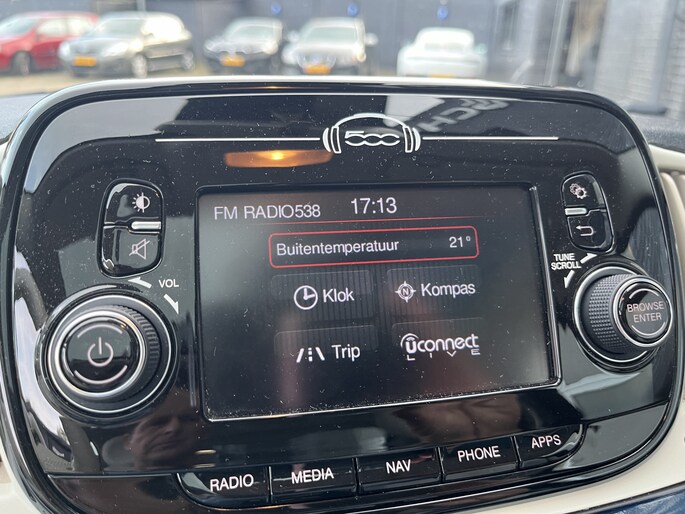 500
FM RADIO538 17:13
Buitentemperatuur 21°
Klok
N Kompas
Trip
Uconnect
LIVE
VOL
TUNE
SCROLL
BROWSE
ENTER
RADIO
MEDIA
NAV
PHONE
APPS